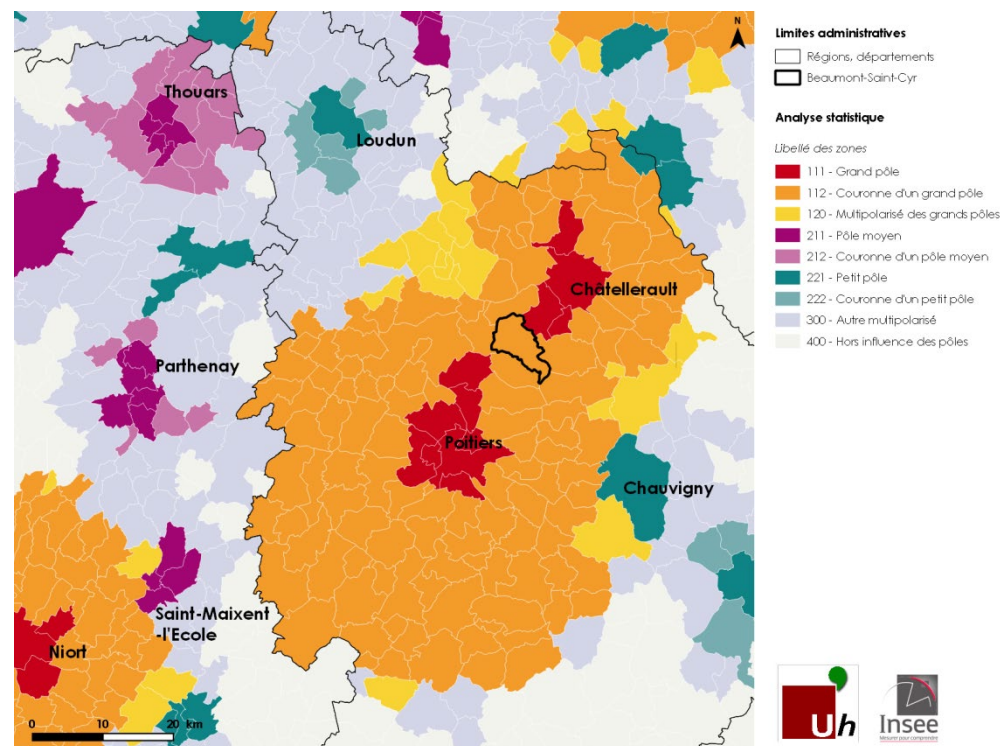 N
Thouars
Loudun
Châtellerault
Parthenay
Poitiers
Chauvigny
Saint-Maixent
-l'Ecole
Niort
0 10 20 km
Limites administratives
Régions, départements
Beaumont-Saint-Cyr
Analyse statistique
Libellé des zones
111 - Grand pôle
112 - Couronne d'un grand pôle
120 - Multipolarisé des grands pôles
211 - Pôle moyen
212 - Couronne d'un pôle moyen
221 - Petit pôle
222 - Couronne d'un petit pôle
300 - Autre multipolarisé
400 - Hors influence des pôles
Uh
Insee
Mesurer pour comprendre